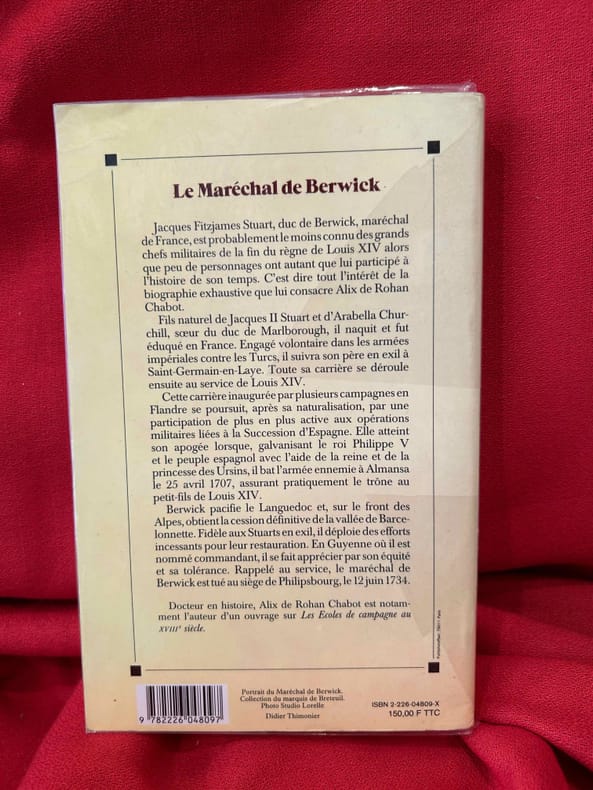 Le Maréchal de Berwick
Jacques Fitzjames Stuart, duc de Berwick, maréchal
de France, est probablement le moins connu des grands
chefs militaires de la fin du règne de Louis XIV alors
que peu de personnages ont autant que lui participé à
l'histoire de son temps. C'est dire tout l'intérêt de la
biographie exhaustive que lui consacre Alix de Rohan
Chabot.
Fils naturel de Jacques II Stuart et d'Arabella Chur-
chill, sœur du duc de Marlborough, il naquit et fut
éduqué en France. Engagé volontaire dans les armées
impériales contre les Turcs, il suivra son père en exil à
Saint-Germain-en-Laye. Toute sa carrière se déroule
ensuite au service de Louis XIV.
Cette carrière inaugurée par plusieurs campagnes en
Flandre se poursuit, après sa naturalisation, par une
participation de plus en plus active aux opérations
militaires liées à la Succession d'Espagne. Elle atteint
son apogée lorsque, galvanisant le roi Philippe V
et le peuple espagnol avec l'aide de la reine et de la
princesse des Ursins, il bat l'armée ennemie à Almansa
le 25 avril 1707, assurant pratiquement le trône au
petit-fils de Louis XIV.
Berwick pacifie le Languedoc et, sur le front des
Alpes, obtient la cession définitive de la vallée de Barce-
lonnette. Fidèle aux Stuarts en exil, il déploie des efforts
incessants pour leur restauration. En Guyenne où il est
nommé commandant, il se fait apprécier par son équité
et sa tolérance. Rappelé au service, le maréchal de
Berwick est tué au siège de Philipsbourg, le 12 juin 1734.
Docteur en histoire, Alix de Rohan Chabot est notam-
ment l'auteur d'un ouvrage sur Les Ecoles de campagne au
XVIIIe siècle.
Portrait du Maréchal de Berwick.
Collection du marquis de Breteuil.
Photo Studio Lorelle
Didier Thimonier
9 782226 048097
ISBN 2-226-04809-X
150,00 F TTC